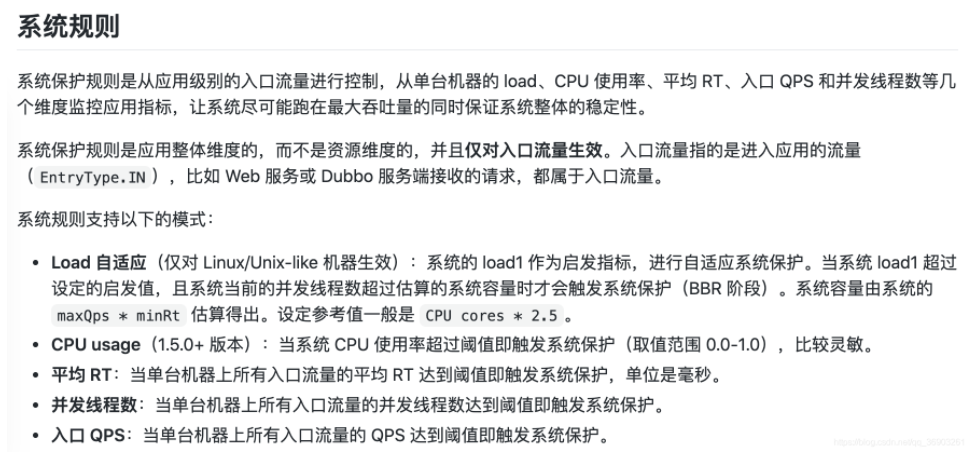 系统规则
系统保护规则是从应用级别的入口流量进行控制，从单台机器的 load、CPU 使用率、平均 RT、入口 QPS 和并发线程数等几
个维度监控应用指标，让系统尽可能跑在最大吞吐量的同时保证系统整体的稳定性。
系统保护规则是应用整体维度的，而不是资源维度的，并且仅对入口流量生效。入口流量指的是进入应用的流量
（EntryType.IN），比如 Web 服务或 Dubbo 服务端接收的请求，都属于入口流量。
系统规则支持以下的模式：
• Load 自适应（仅对 Linux/Unix-like 机器生效）：系统的 load1 作为启发指标，进行自适应系统保护。当系统 load1 超过
设定的启发值，且系统当前的并发线程数超过估算的系统容量时才会触发系统保护（BBR 阶段）。系统容量由系统的
maxQps * minRt 估算得出。设定参考值一般是 CPU cores * 2.5。
• CPU usage（1.5.0+ 版本）：当系统 CPU 使用率超过阈值即触发系统保护（取值范围 0.0-1.0），比较灵敏。
• 平均 RT：当单台机器上所有入口流量的平均 RT 达到阈值即触发系统保护，单位是毫秒。
• 并发线程数：当单台机器上所有入口流量的并发线程数达到阈值即触发系统保护。
• 入口 QPS：当单台机器上所有入口流量的 QPS 达到阈值即触发系统保护。